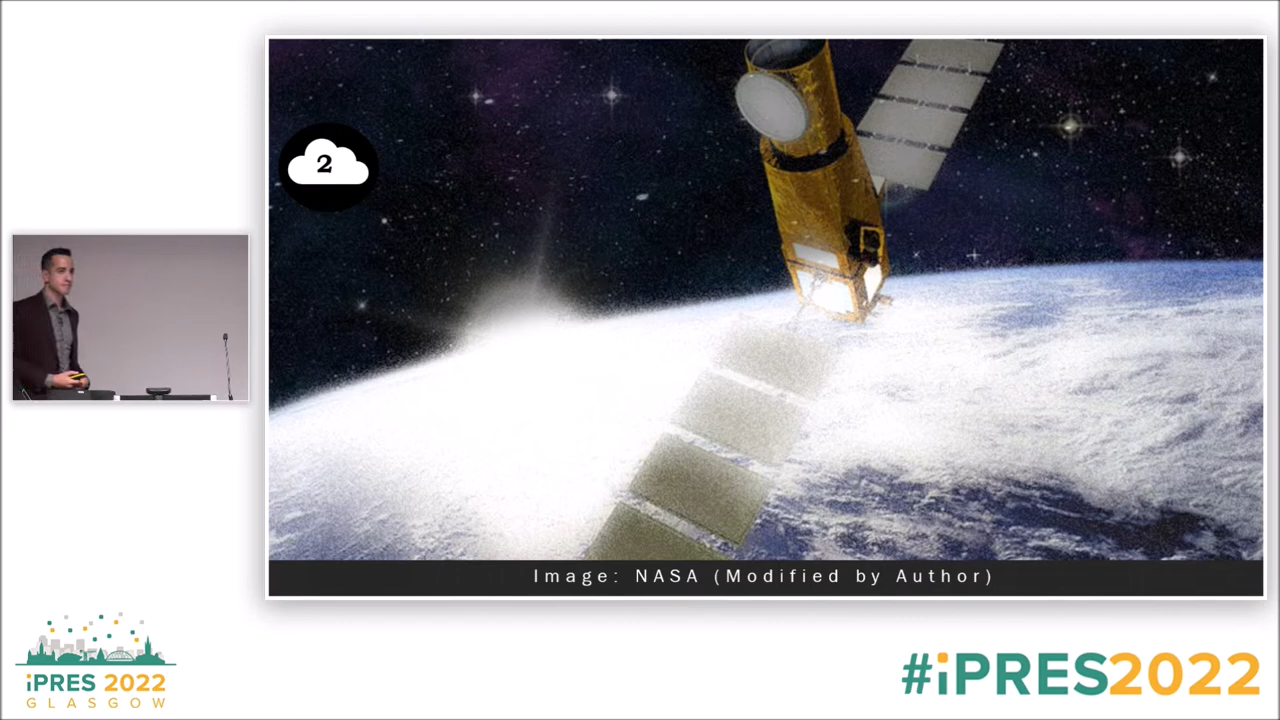 2
Image: NASA (Modified by Author)
iPRES 2022
GLASGOW
#iPRES2022